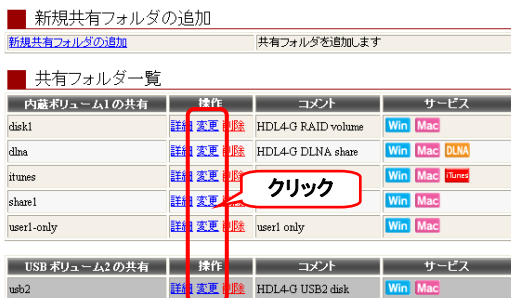 新規共有フォルダの追加
新規共有フォルダの追加 共有フォルダを追加します
共有フォルダ一覧
内蔵ボリューム1の共有 操作 コメント サービス
disk1 詳細 変更 削除 HDL4-G RAID volume Win Mac
dlna 詳細 変更 削除 HDL4-G DLNA share Win Mac DLNA
itunes 詳細 変更 削除 Win Mac iTunes
share1 詳細 変更 Win Mac
クリック
user1-only 詳細 変更 削除 user1 only Win Mac
USB ボリューム2の共有 操作 コメント サービス
usb2 詳細 変更 削除 HDL4-G USB2 disk Win Mac